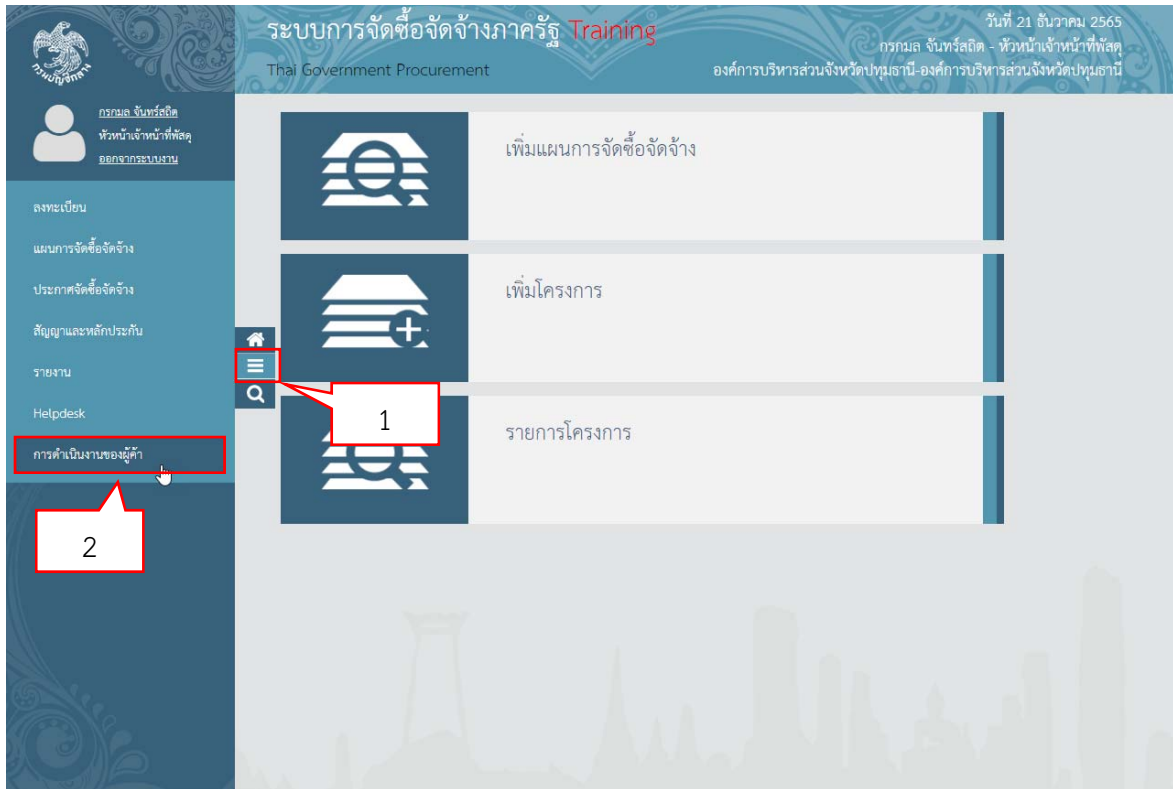 กรมบัญชีกลาง
ระบบการจัดซื้อจัดจ้างภาครัฐ Training
Thai Government Procurement
วันที่ 21 ธันวาคม 2565
กรกมล จันทร์สถิต - หัวหน้าเจ้าหน้าที่พัสดุ
องค์การบริหารส่วนจังหวัดปทุมธานี-องค์การบริหารส่วนจังหวัดปทุมธานี
กรกมล จันทร์สถิต
หัวหน้าเจ้าหน้าที่พัสดุ
ออกจากระบบงาน
ลงทะเบียน
แผนการจัดซื้อจัดจ้าง
ประกาศจัดซื้อจัดจ้าง
สัญญาและหลักประกัน
รายงาน
Helpdesk
การดำเนินงานของผู้ค้า
2
1
เพิ่มแผนการจัดซื้อจัดจ้าง
เพิ่มโครงการ
รายการโครงการ